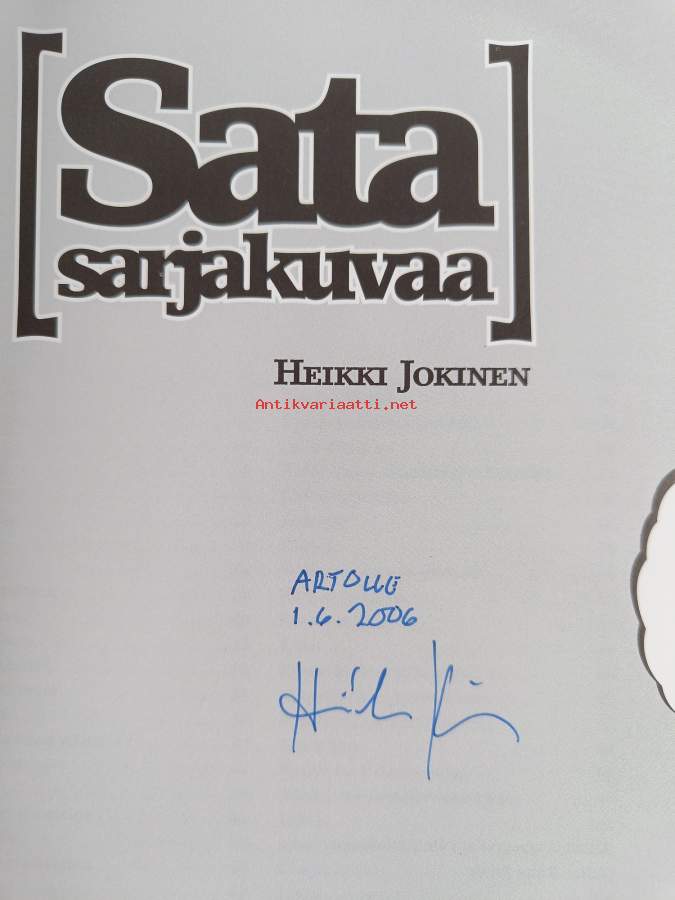 [Sata
sarjakuvaa]
HEIKKI JOKINEN
Antikvariaatti.net
ARTOLLE
1.6.2006